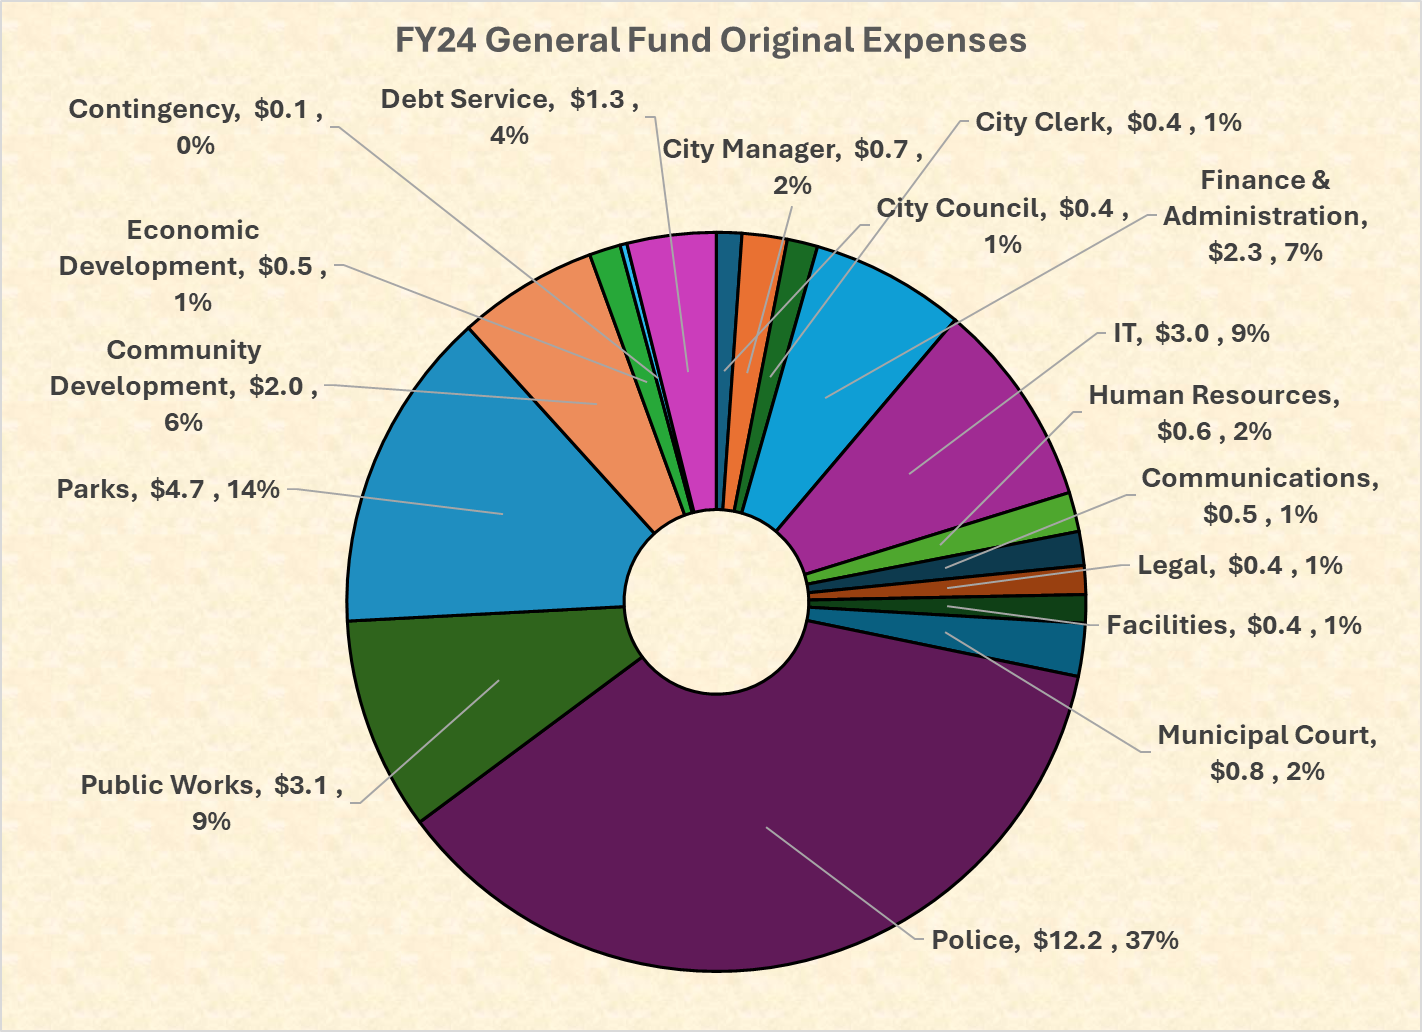 FY24 General Fund Original Expenses
Contingency,  $0.1 ,
0%
Debt Service,  $1.3 ,
4%
City Manager,  $0.7 ,
2%
City Clerk,  $0.4 , 1%
City Council,  $0.4 ,
1%
Finance &
Administration,
$2.3 , 7%
IT, $3.0 , 9%
Human Resources,
$0.6 , 2%
Communications,
$0.5 , 1%
Legal,  $0.4 , 1%
Facilities,  $0.4 , 1%
Municipal Court,
$0.8 , 2%
Police,  $12.2 , 37%
Public Works,  $3.1 ,
9%
Parks,  $4.7 , 14%
Community
Development,  $2.0 ,
6%
Economic
Development,  $0.5 ,
1%